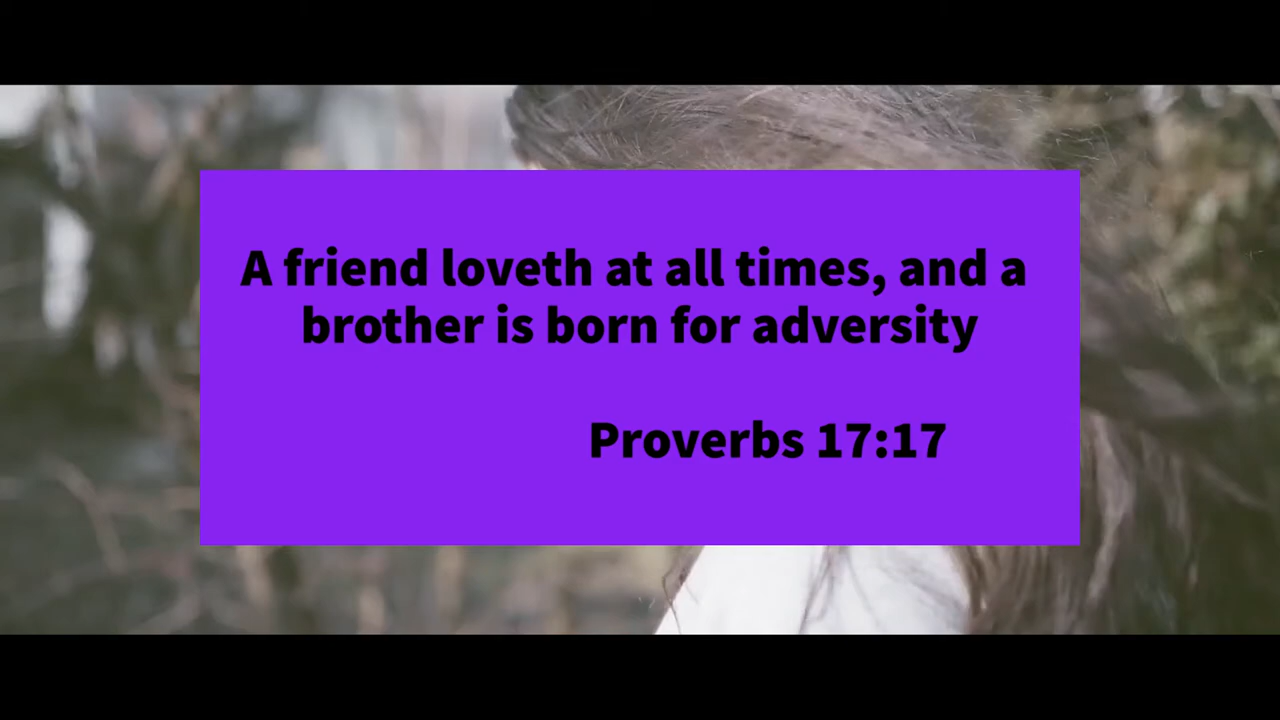 A friend loveth at all times, and a
brother is born for adversity
Proverbs 17:17